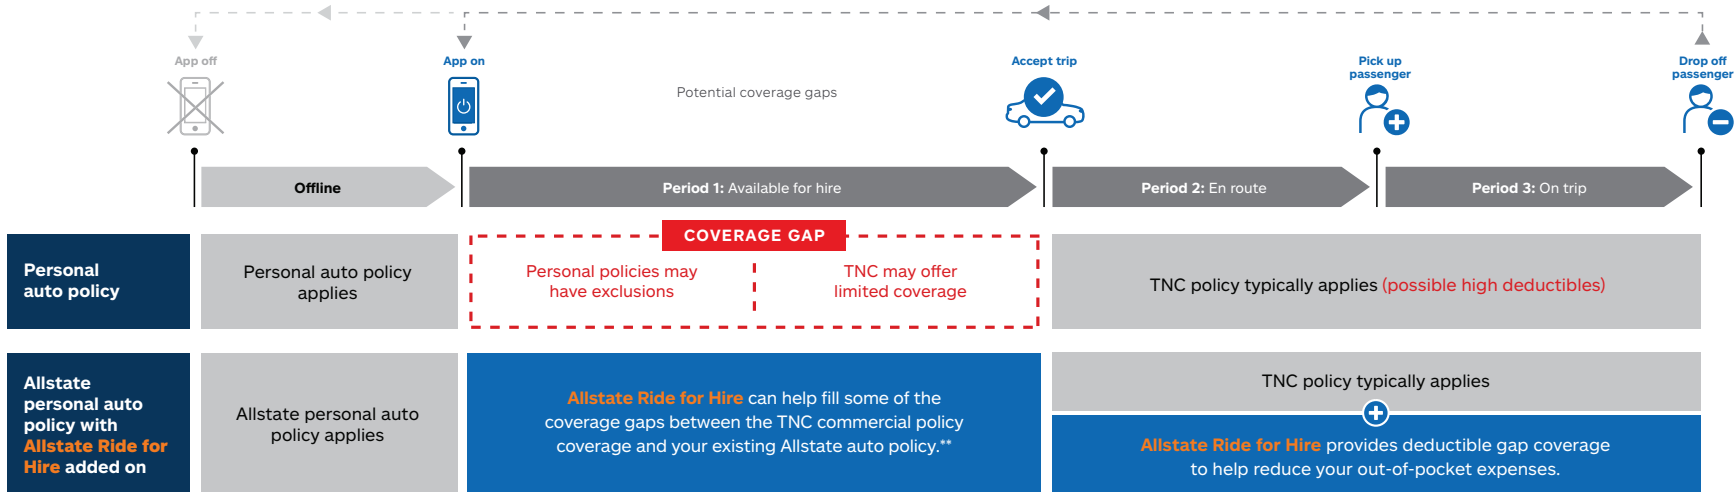 App off
App on
Potential coverage gaps
Accept trip
Pick up
passenger
Drop off
passenger
Offline
Period 1: Available for hire
Period 2: En route
Period 3: On trip
Personal
auto policy
Personal auto policy
applies
COVERAGE GAP
Personal policies may
have exclusions
TNC may offer
limited coverage
TNC policy typically applies (possible high deductibles)
Allstate
personal auto
policy with
Allstate Ride for
Hire added on
Allstate personal auto
policy applies
Allstate Ride for Hire can help fill some of the
coverage gaps between the TNC commercial policy
coverage and your existing Allstate auto policy.**
TNC policy typically applies
Allstate Ride for Hire provides deductible gap coverage
to help reduce your out-of-pocket expenses.